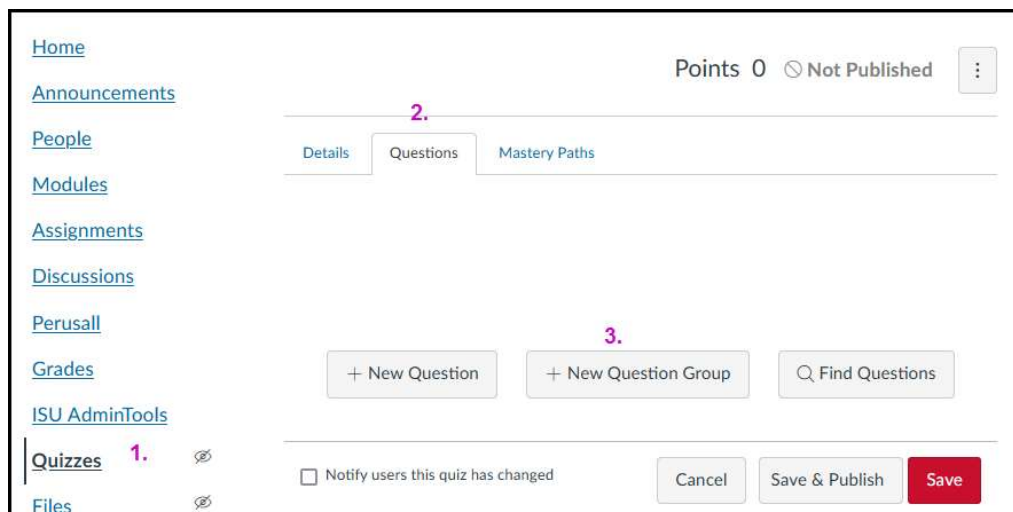 Home
Announcements
People
Modules
Assignments
Discussions
Perusall
Grades
ISU AdminTools
Quizzes 1.
Files
Points 0 Not Published
2.
Details Questions Mastery Paths
3.
+ New Question + New Question Group Find Questions
Notify users this quiz has changed Cancel Save & Publish Save